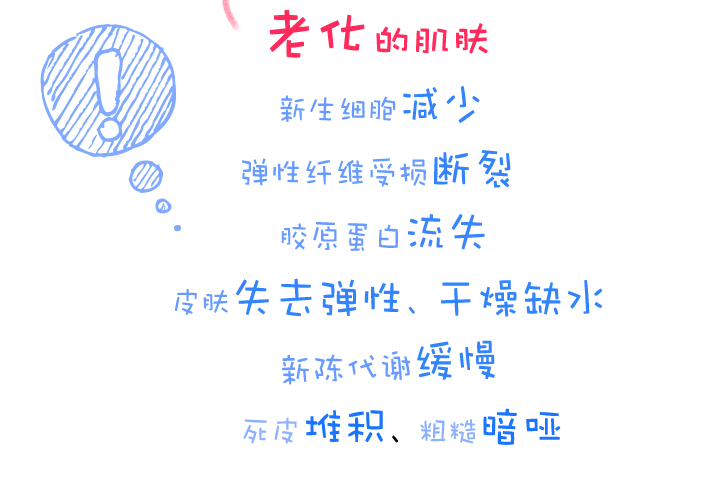 老化的肌肤
新生细胞减少
弹性纤维受损断裂
胶原蛋白流失
皮肤失去弹性、干燥缺水
新陈代谢缓慢
死皮堆积、粗糙暗哑